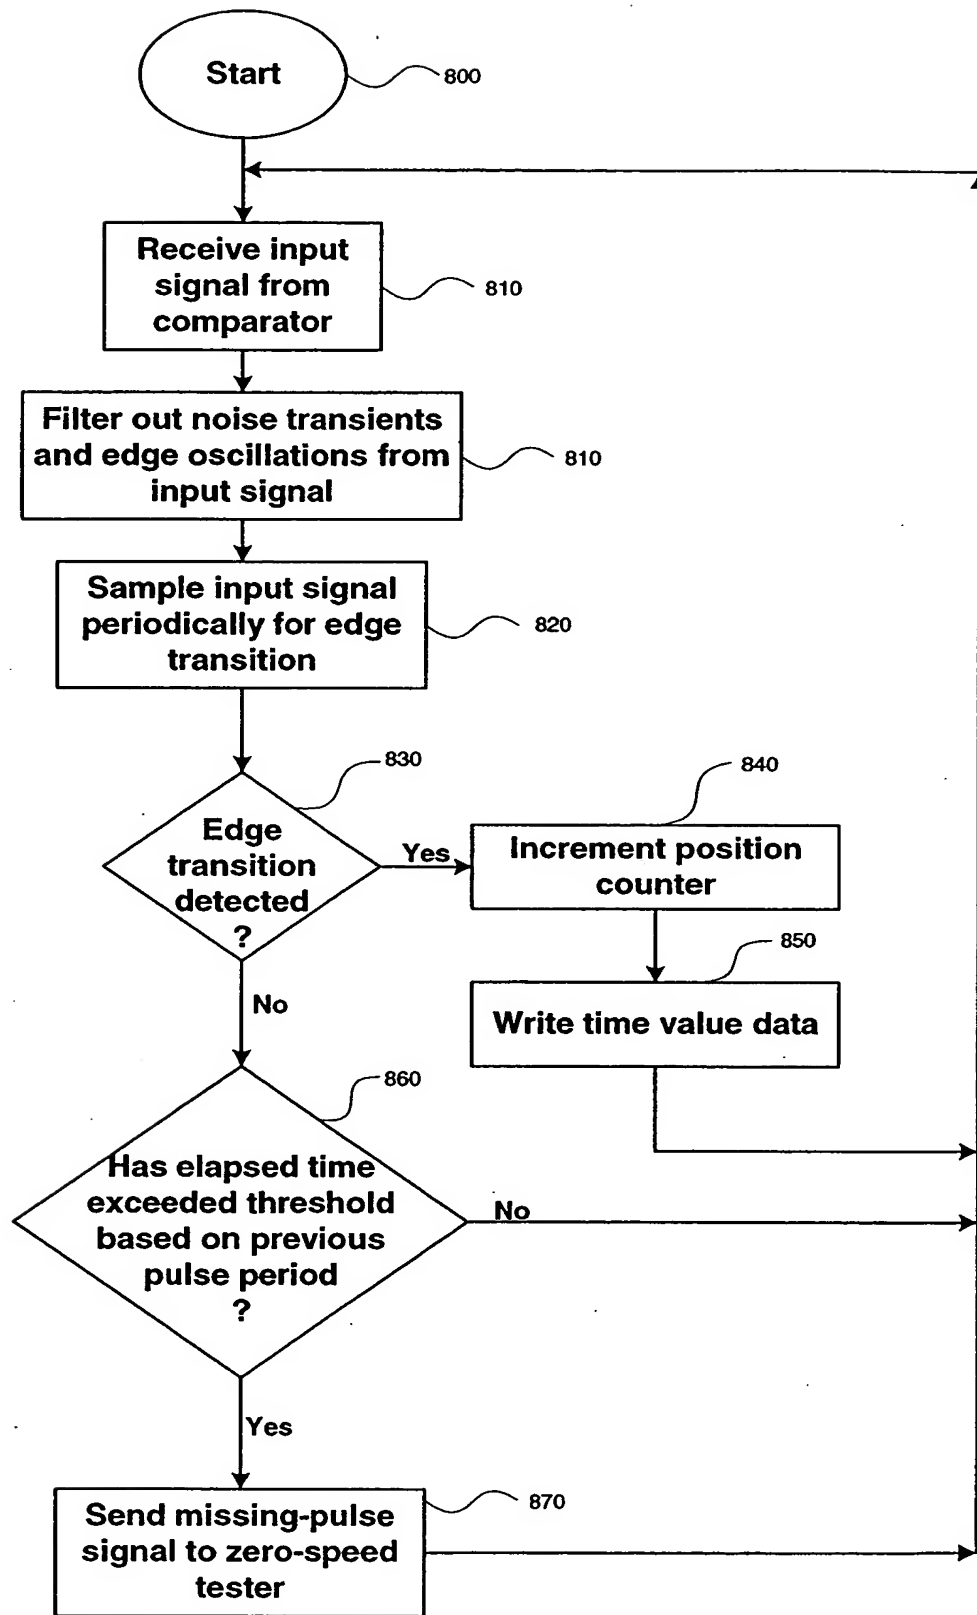 Start
800
Receive input
signal from
comparator
810
Filter out noise transients
and edge oscillations from
input signal
810
Sample input signal
periodically for edge
transition
820
830
Edge
transition
detected
?
Yes
840
Increment position
counter
850
Write time value data
No
860
Has elapsed time
exceeded threshold
based on previous
pulse period
?
No
Yes
Send missing-pulse
signal to zero-speed
tester
870